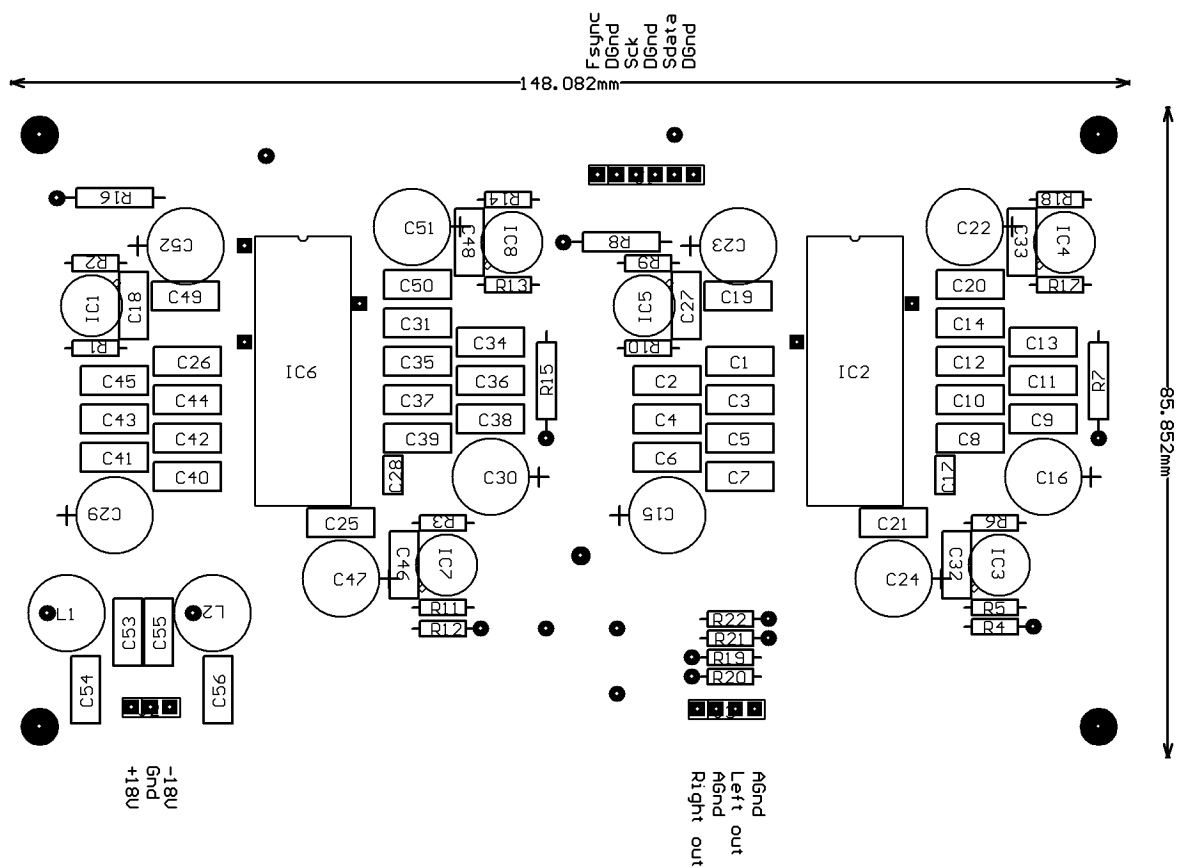 Fsync
DGnd
Sck
DGnd
Sdata
DGnd
148.082mm
85.852mm
R16
C52
R2
IC1
C18
C49
R1
C26
C45
C44
C43
C42
C41
C40
C29
IC6
C51
R14
C48
IC8
R13
C50
C31
C34
C35
C36
R15
C37
C38
C39
C28
C30
C25
R3
C47
C46
IC7
R11
R12
L1
C53
C55
L2
C54
C56
R8
C23
R9
IC5
C27
C19
R10
C1
C2
C3
C4
C5
C6
C7
C15
IC2
C22
R18
C33
IC4
R17
C20
C14
C13
C12
C11
R7
C10
C9
C8
C17
C16
C21
R6
C24
C32
IC3
R5
R4
R22
R21
R19
R20
-18V
Gnd
+18V
AGnd
Left out
AGnd
Right out